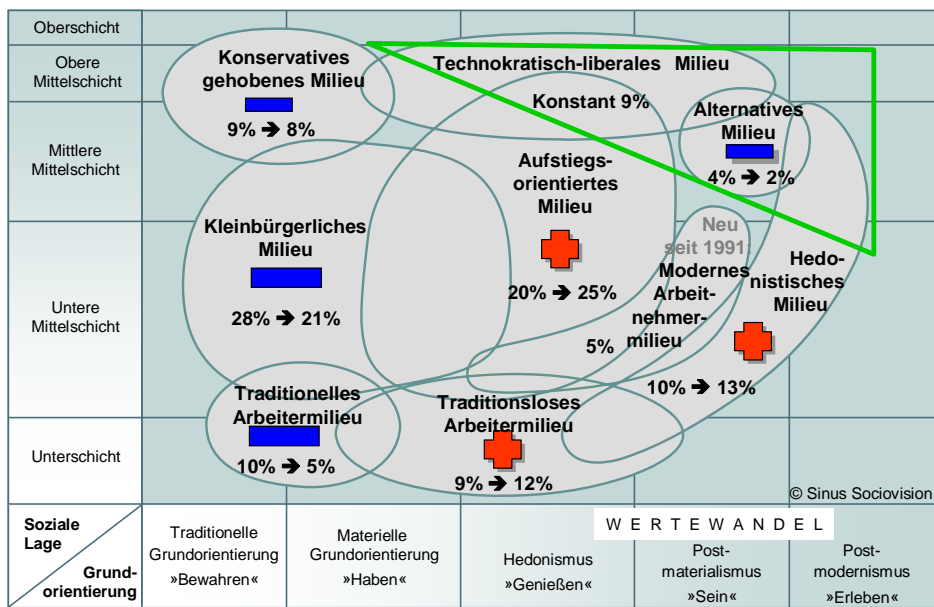 Oberschicht
Obere
Mittelschicht
Mittlere
Mittelschicht
Untere
Mittelschicht
Unterschicht
Konservatives
gehobenes Milieu
9% ➔ 8%
Technokratisch-liberales Milieu
Konstant 9%
Alternatives
Milieu
4% ➔ 2%
Aufstiegs-
orientiertes
Milieu
20% ➔ 25%
Kleinbürgerliches
Milieu
28% ➔ 21%
Neu
seit 1991:
Modernes
Arbeit-
nehmer-
milieu
5%
Hedo-
nistisches
Milieu
10% ➔ 13%
Traditionelles
Arbeitermilieu
10% ➔ 5%
Traditionsloses
Arbeitermilieu
9% ➔ 12%
© Sinus Sociovision
Soziale
Lage
Grund-
orientierung
WERTEWANDEL
Traditionelle
Grundorientierung
»Bewahren«
Materielle
Grundorientierung
»Haben«
Hedonismus
»Genießen«
Post-
materialismus
»Sein«
Post-
modernismus
»Erleben«